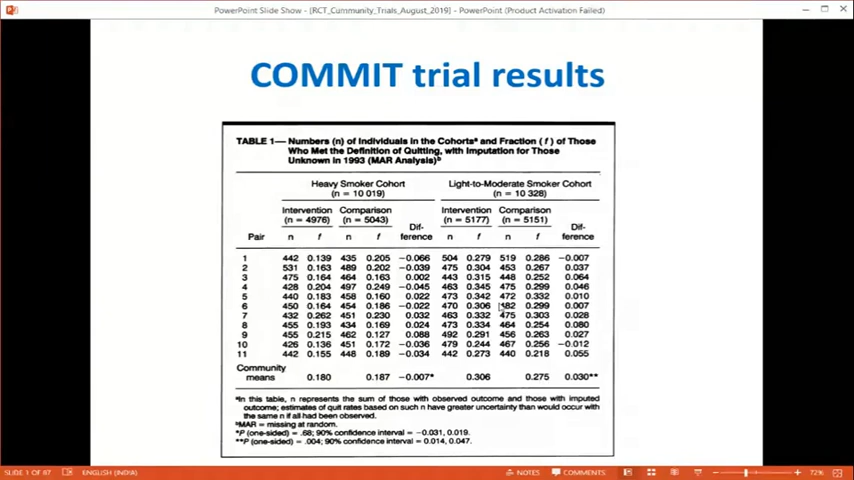 PowerPoint Slide Show - [RCT_Cummunity_Trials_August_2019] - PowerPoint (Product Activation Failed)
COMMIT trial results
TABLE 1— Numbers (n) of Individuals in the Cohortsᵃ and Fraction (f) of Those
Who Met the Definition of Quitting, with Imputation for Those
Unknown in 1993 (MAR Analysis)ᵇ
Heavy Smoker Cohort Light-to-Moderate Smoker Cohort
(n = 10 019) (n = 10 328)
Intervention Comparison Intervention Comparison
(n = 4976) (n = 5043) Dif- (n = 5177) (n = 5151) Dif-
Pair n f n f ference n f n f ference
1 442 0.139 435 0.205 −0.066 504 0.279 519 0.286 −0.007
2 531 0.163 489 0.202 −0.039 475 0.304 453 0.267 0.037
3 475 0.164 464 0.163 0.002 443 0.315 448 0.252 0.064
4 428 0.204 497 0.249 −0.045 463 0.345 475 0.299 0.046
5 440 0.183 458 0.160 0.022 473 0.342 472 0.332 0.010
6 450 0.164 454 0.186 −0.022 470 0.306 482 0.299 0.007
7 432 0.262 451 0.230 0.032 463 0.332 475 0.303 0.028
8 455 0.193 434 0.169 0.024 473 0.334 464 0.254 0.080
9 455 0.215 462 0.127 0.088 492 0.291 456 0.263 0.027
10 426 0.136 451 0.172 −0.036 479 0.244 467 0.256 −0.012
11 442 0.155 448 0.189 −0.034 442 0.273 440 0.218 0.055
Community
means 0.180 0.187 −0.007* 0.306 0.275 0.030**
ᵃIn this table, n represents the sum of those with observed outcome and those with imputed
outcome; estimates of quit rates based on such n have greater uncertainty than would occur with
the same n if all had been observed.
ᵇMAR = missing at random.
*P (one-sided) = .68; 90% confidence interval = −0.031, 0.019.
**P (one-sided) = .004; 90% confidence interval = 0.014, 0.047.
SLIDE 1 OF 87 ENGLISH (INDIA) NOTES COMMENTS 72%